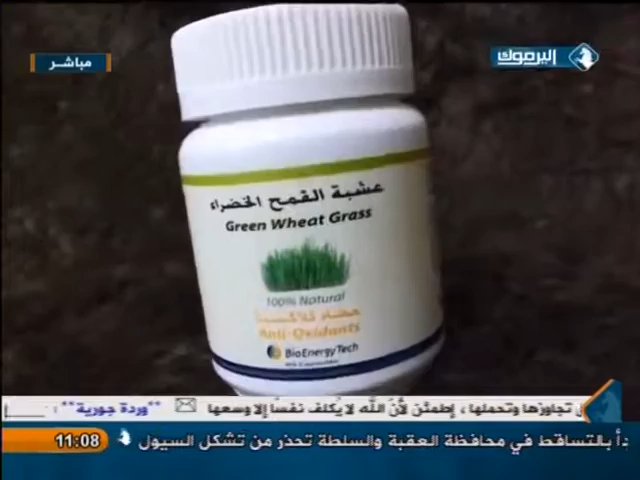 مباشر
اليرموك
عشبة القمح الخضراء
Green Wheat Grass
100% Natural
Anti-Oxidants
BioEnergyTech
تجاوزها وتحملها ، إطمئن لأنَ اللَّه لا يُكلف نفسًا إلا وسعها
**وردة جورية**
بالتساقط في محافظة العقبة والسلطة تحذر من تشكل السيول
11:08